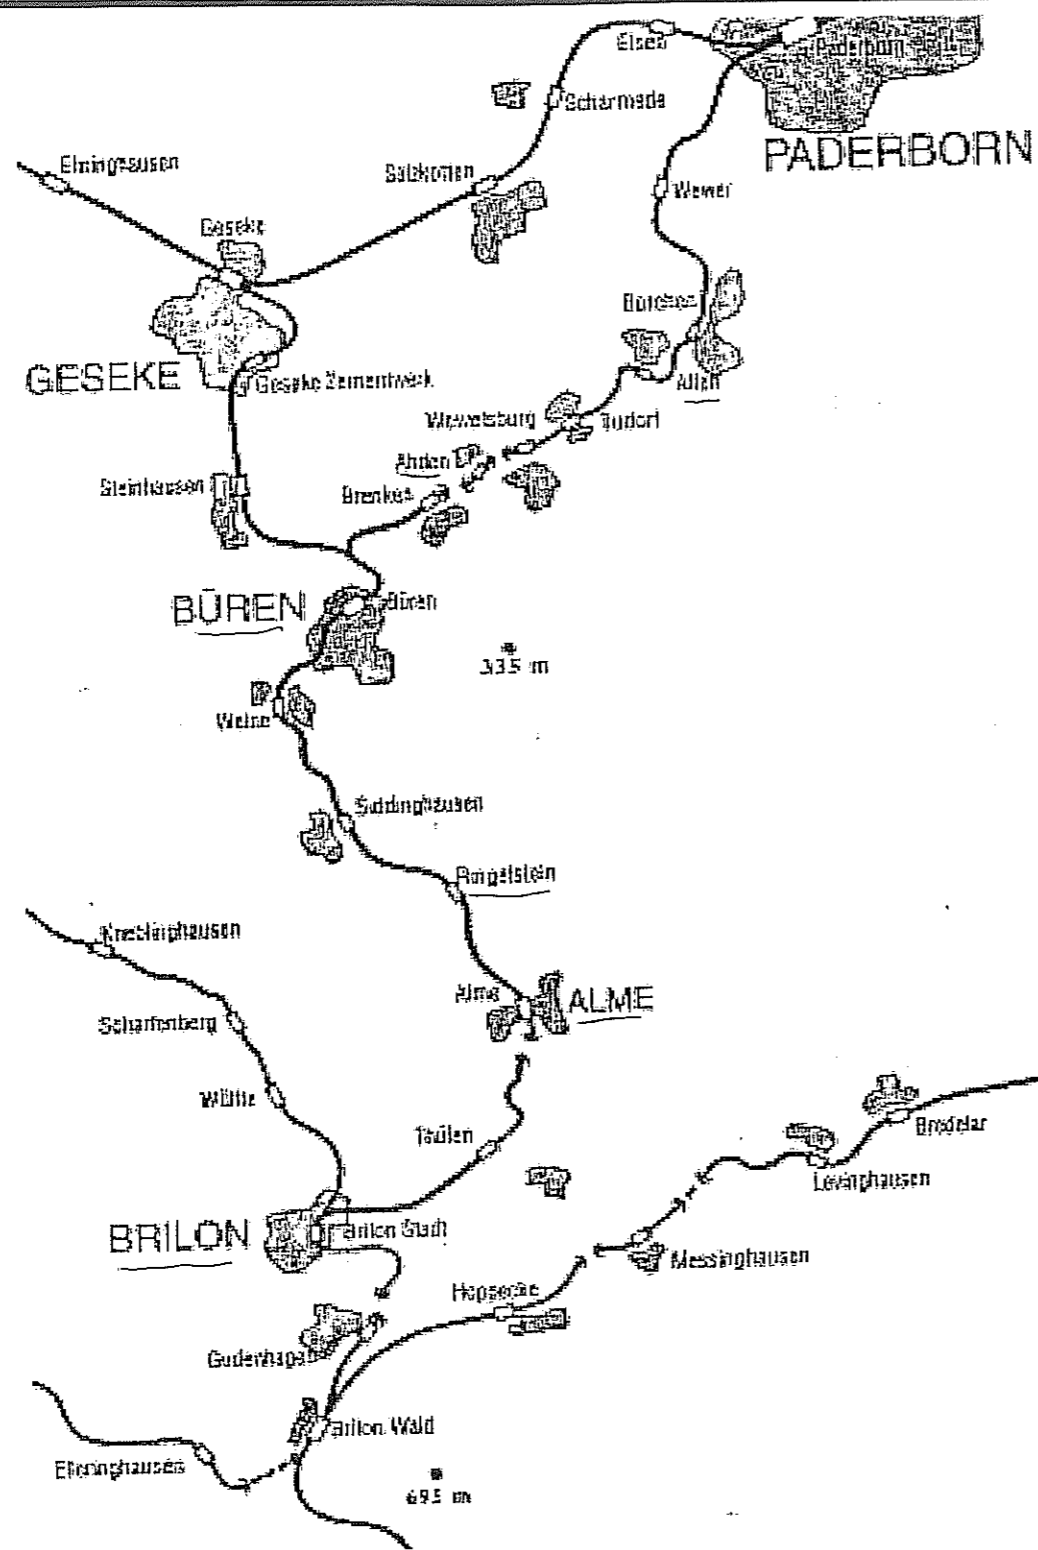 Elsen
Paderborn
Scharmede
PADERBORN
Salzkotten
Wewer
Geseke
GESEKE
Geseke Zementwerk
Tudorf
Wewelsburg
Ahden
Steinhausen
Brenken
BÜREN
Büren
335 m
Weine
Siddinghausen
Ringelstein
Alme
ALME
Scharfenberg
Wülfte
Thülen
Bredelar
BRILON
Brilon Stadt
Messinghausen
Hoppecke
Gudenhagen
Brilon Wald
695 m